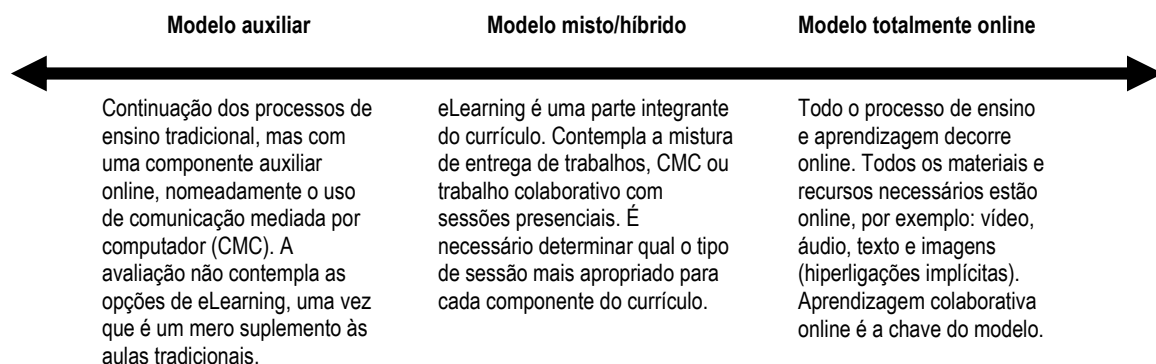 Modelo auxiliar
Modelo misto/híbrido
Modelo totalmente online
Continuação dos processos de
ensino tradicional, mas com
uma componente auxiliar
online, nomeadamente o uso
de comunicação mediada por
computador (CMC). A
avaliação não contempla as
opções de eLearning, uma vez
que é um mero suplemento às
aulas tradicionais.
eLearning é uma parte integrante
do currículo. Contempla a mistura
de entrega de trabalhos, CMC ou
trabalho colaborativo com
sessões presenciais. É
necessário determinar qual o tipo
de sessão mais apropriado para
cada componente do currículo.
Todo o processo de ensino
e aprendizagem decorre
online. Todos os materiais e
recursos necessários estão
online, por exemplo: vídeo,
áudio, texto e imagens
(hiperligações implícitas).
Aprendizagem colaborativa
online é a chave do modelo.